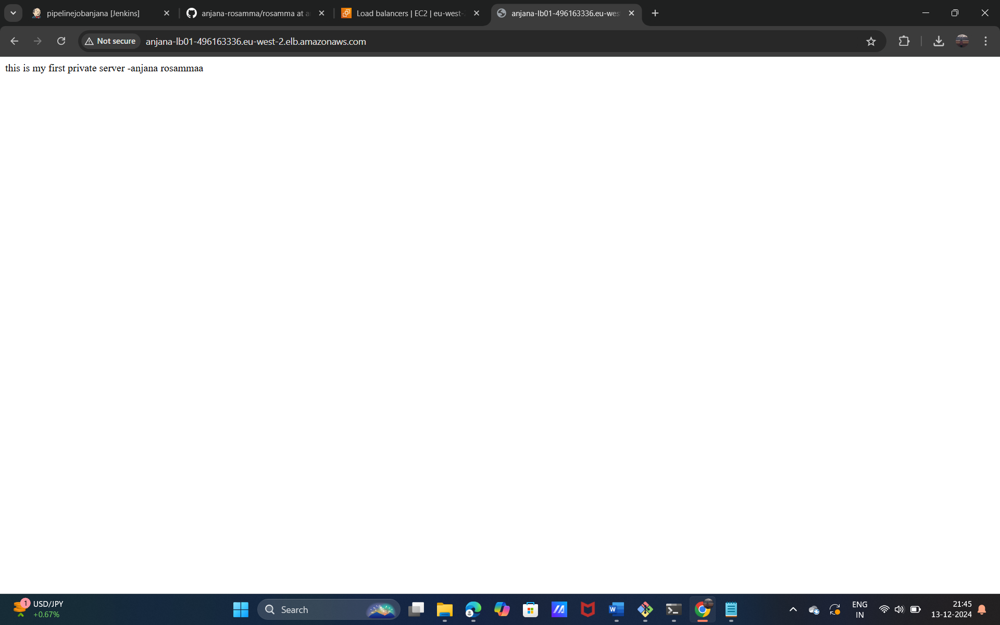 pipelinejobanjana [Jenkins]
anjana-rosamma/rosamma at a
Load balancers | EC2 | eu-west-
anjana-lb01-496163336.eu-wes
Not secure
anjana-lb01-496163336.eu-west-2.elb.amazonaws.com
this is my first private server -anjana rosammaa
1
USD/JPY
+0.67%
Search
W
ENG
IN
21:45
13-12-2024